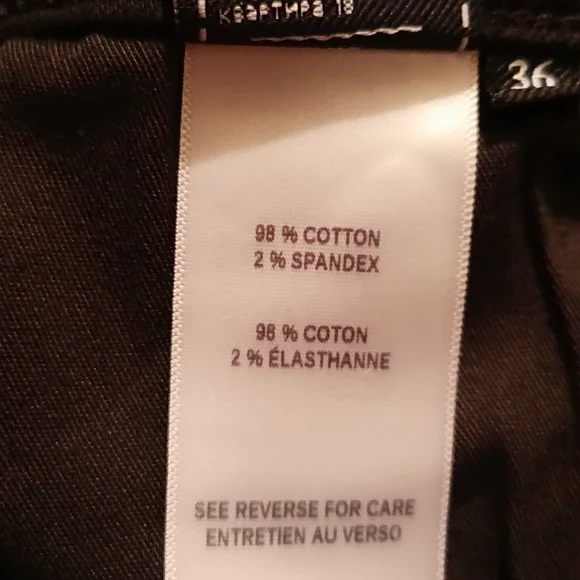 Квартира 18
36
98 % COTTON
2 % SPANDEX
98 % COTON
2 % ÉLASTHANNE
SEE REVERSE FOR CARE
ENTRETIEN AU VERSO